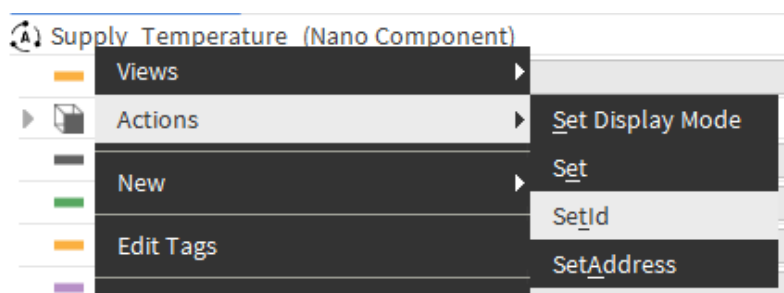 Supply_Temperature (Nano Component)
Views
Actions
Set Display Mode
Set
New
SetId
Edit Tags
SetAddress